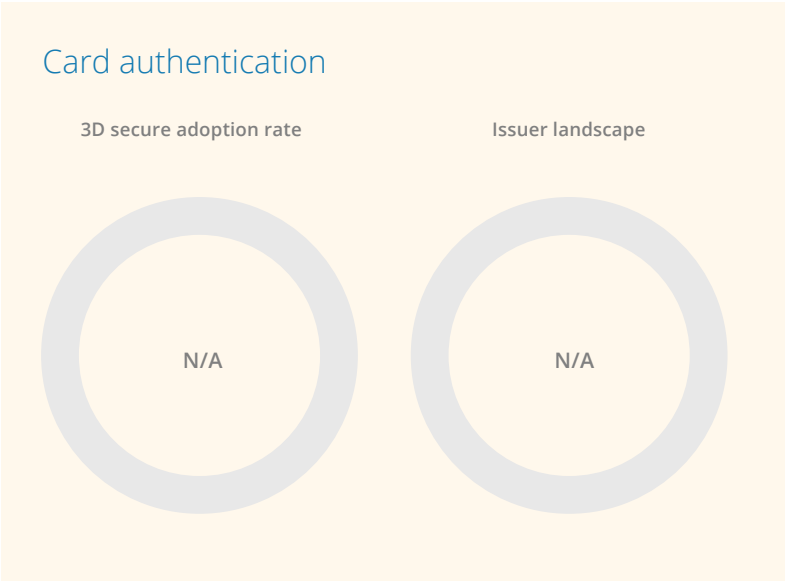 Card authentication
3D secure adoption rate
Issuer landscape
N/A
N/A